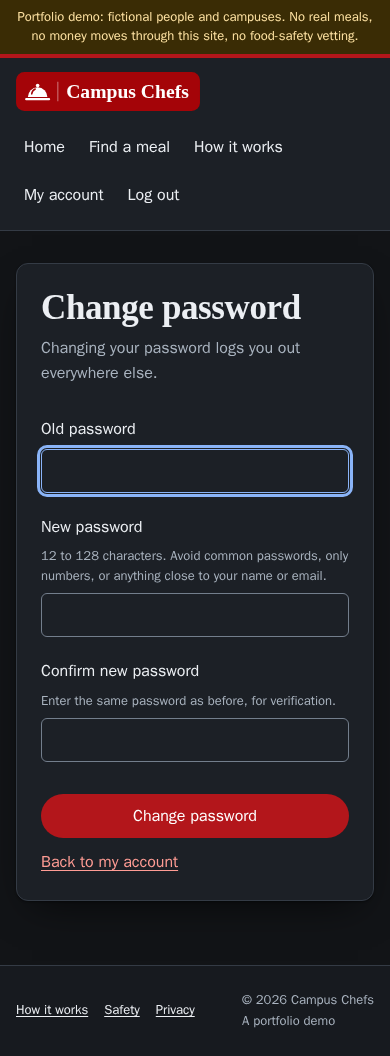 Portfolio demo: fictional people and campuses. No real meals,
no money moves through this site, no food-safety vetting.
Campus Chefs
Home Find a meal How it works
My account Log out
Change password
Changing your password logs you out
everywhere else.
Old password
New password
12 to 128 characters. Avoid common passwords, only
numbers, or anything close to your name or email.
Confirm new password
Enter the same password as before, for verification.
Change password
Back to my account
How it works Safety Privacy
© 2026 Campus Chefs
A portfolio demo